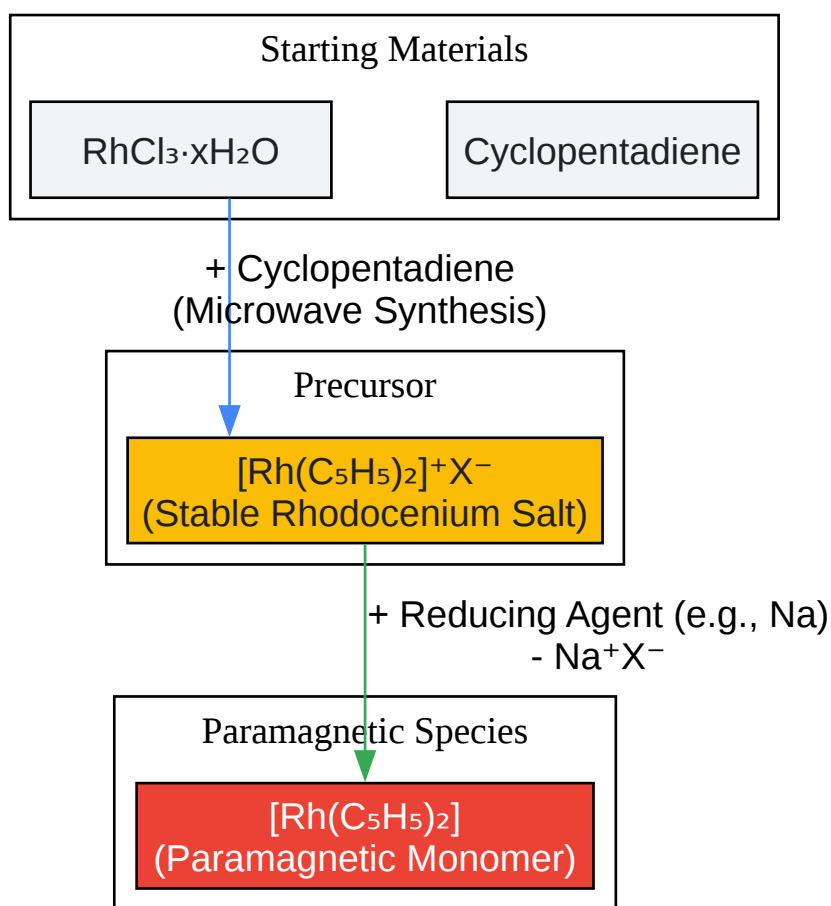 Starting Materials
RhCl₃·xH₂O
Cyclopentadiene
+ Cyclopentadiene
(Microwave Synthesis)
Precursor
[Rh(C₅H₅)₂]⁺X⁻
(Stable Rhodocenium Salt)
+ Reducing Agent (e.g., Na)
- Na⁺X⁻
Paramagnetic Species
[Rh(C₅H₅)₂]
(Paramagnetic Monomer)